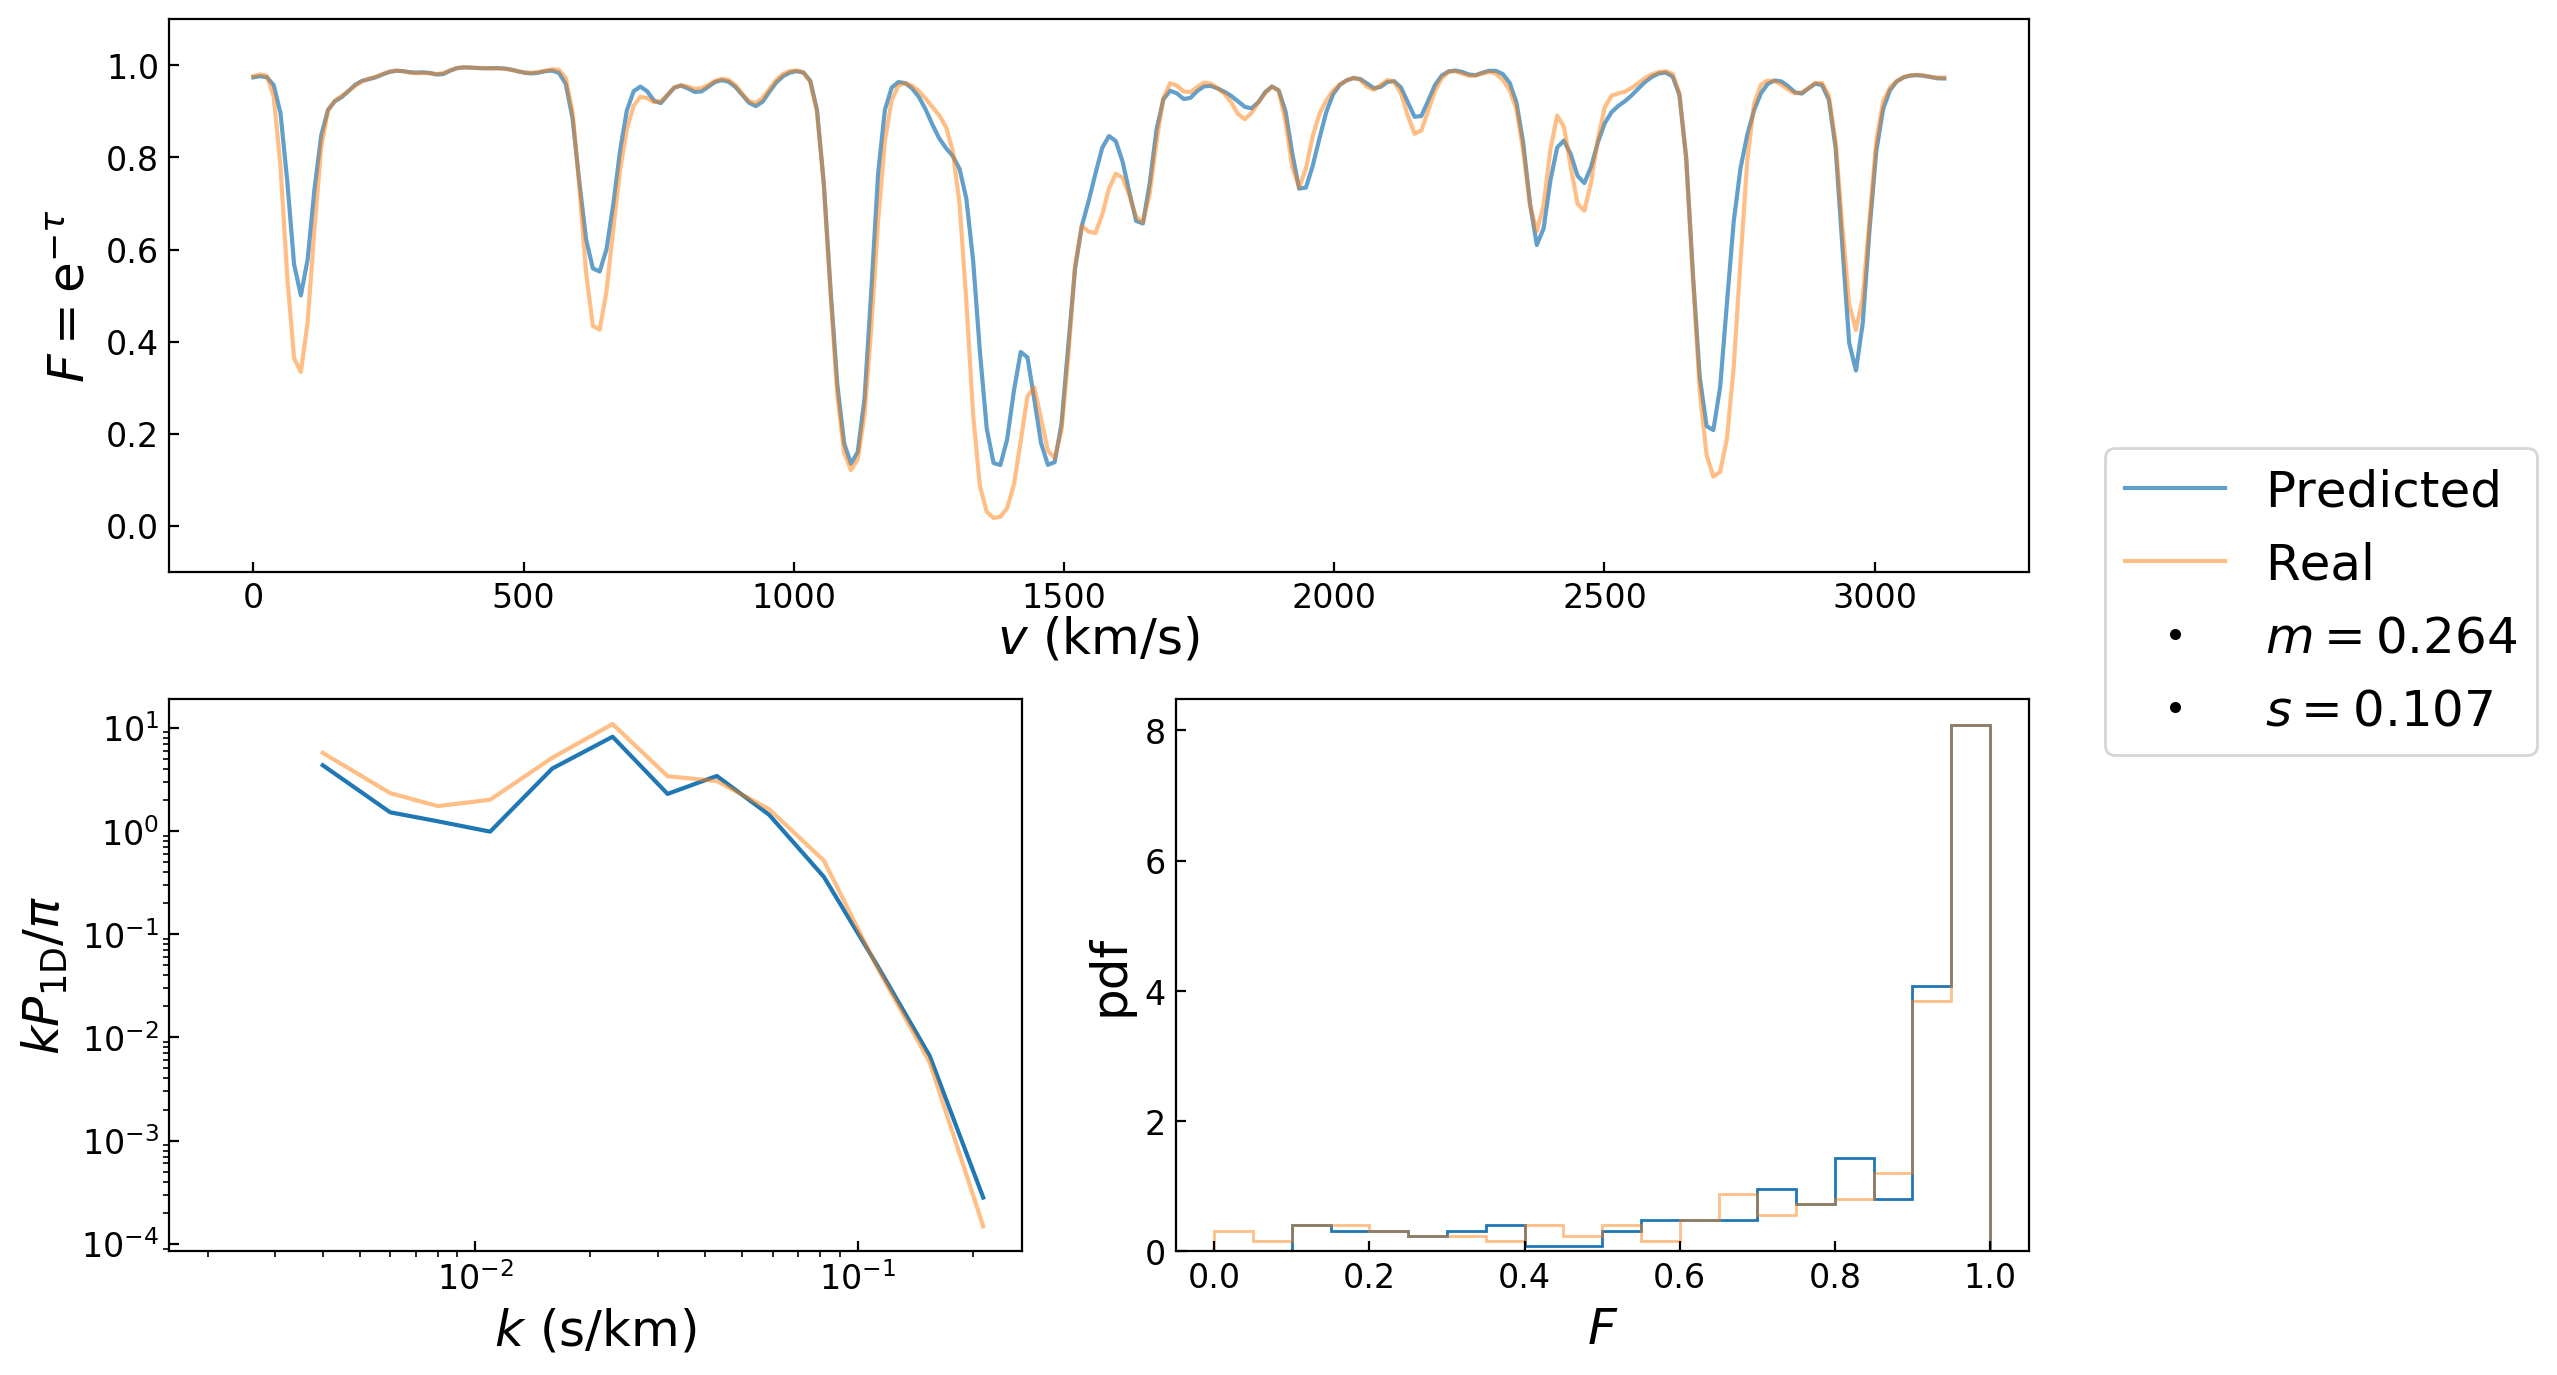 F = e^{-τ}
1.0
0.8
0.6
0.4
0.2
0.0
0 500 1000 1500 2000 2500 3000
v (km/s)
Predicted
Real
m = 0.264
s = 0.107
kP_{1D}/π
10^1
10^0
10^{-1}
10^{-2}
10^{-3}
10^{-4}
10^{-2} 10^{-1}
k (s/km)
pdf
8
6
4
2
0
0.0 0.2 0.4 0.6 0.8 1.0
F